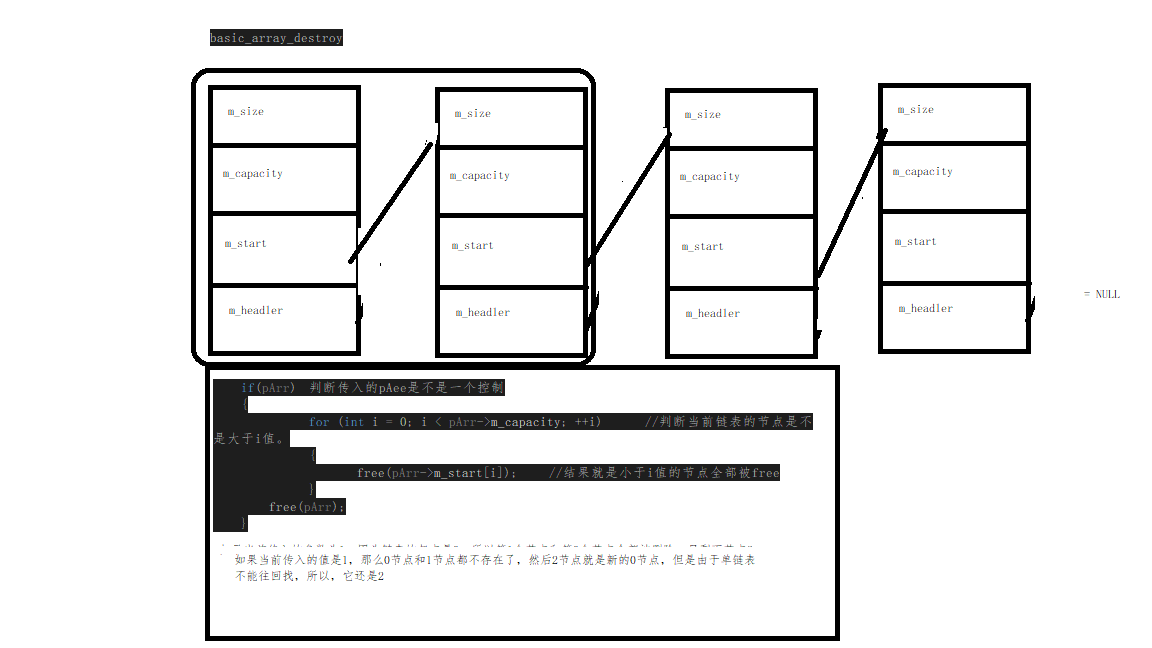 basic_array_destroy
m_size
m_size
m_size
m_size
m_capacity
m_capacity
m_capacity
m_capacity
m_start
m_start
m_start
m_start
m_headler
m_headler
m_headler
m_headler
= NULL
if(pArr) 判断传入的pAee是不是一个控制
{
for (int i = 0; i < pArr->m_capacity; ++i) //判断当前链表的节点是不
是大于i值。
{
free(pArr->m_start[i]); //结果就是小于i值的节点全部被free
}
free(pArr);
}
如果当前传入的值是1，那么0节点和1节点都不存在了，然后2节点就是新的0节点，但是由于单链表
不能往回找，所以，它还是2